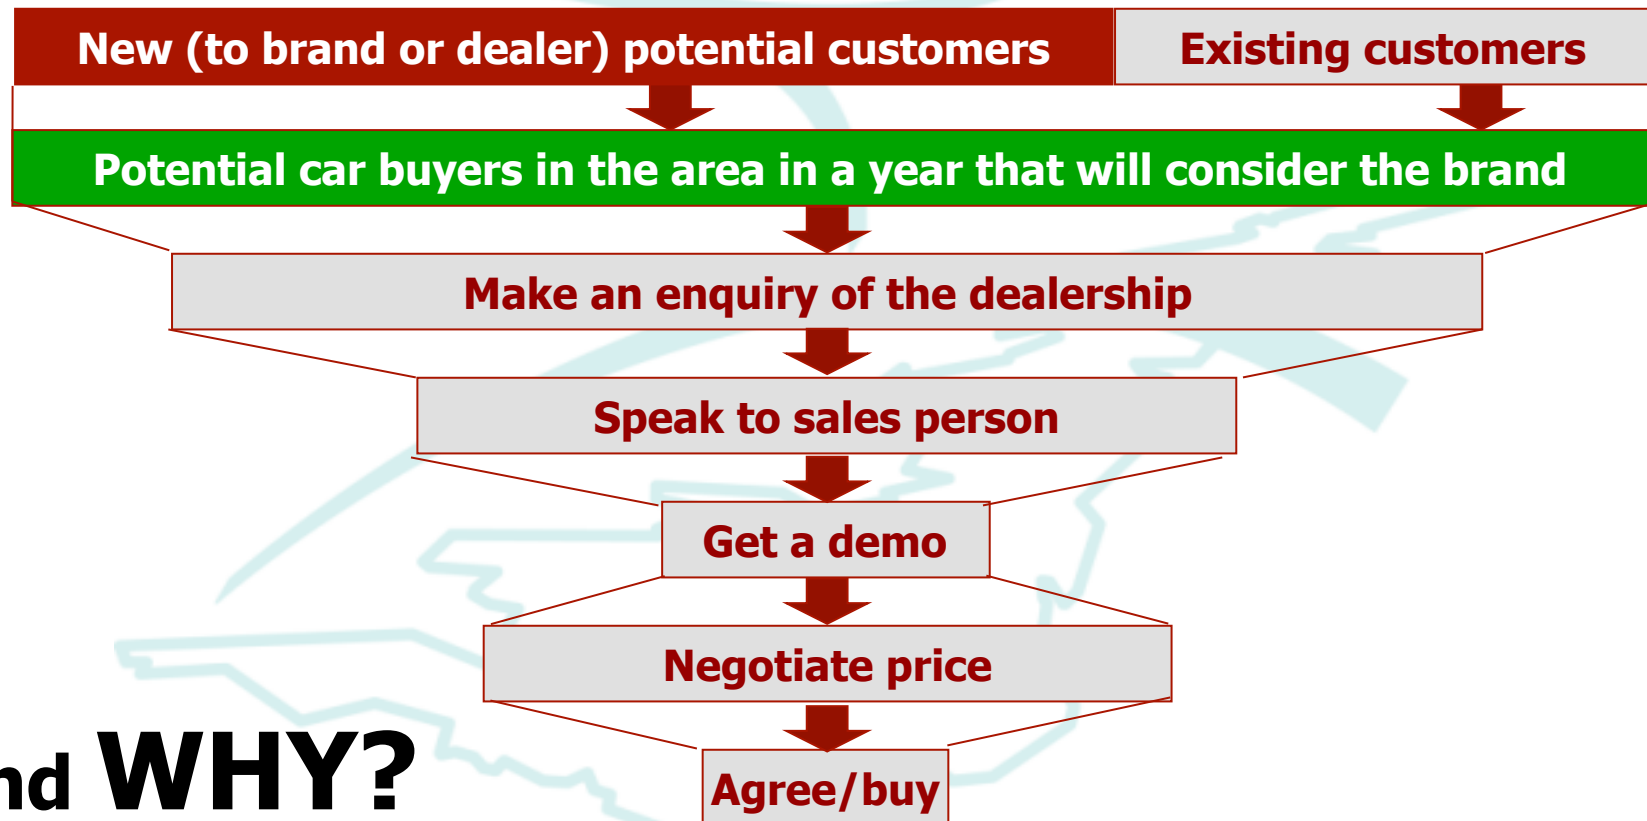 New (to brand or dealer) potential customers
Existing customers
Potential car buyers in the area in a year that will consider the brand
Make an enquiry of the dealership
Speak to sales person
Get a demo
Negotiate price
Agree/buy
WHY?